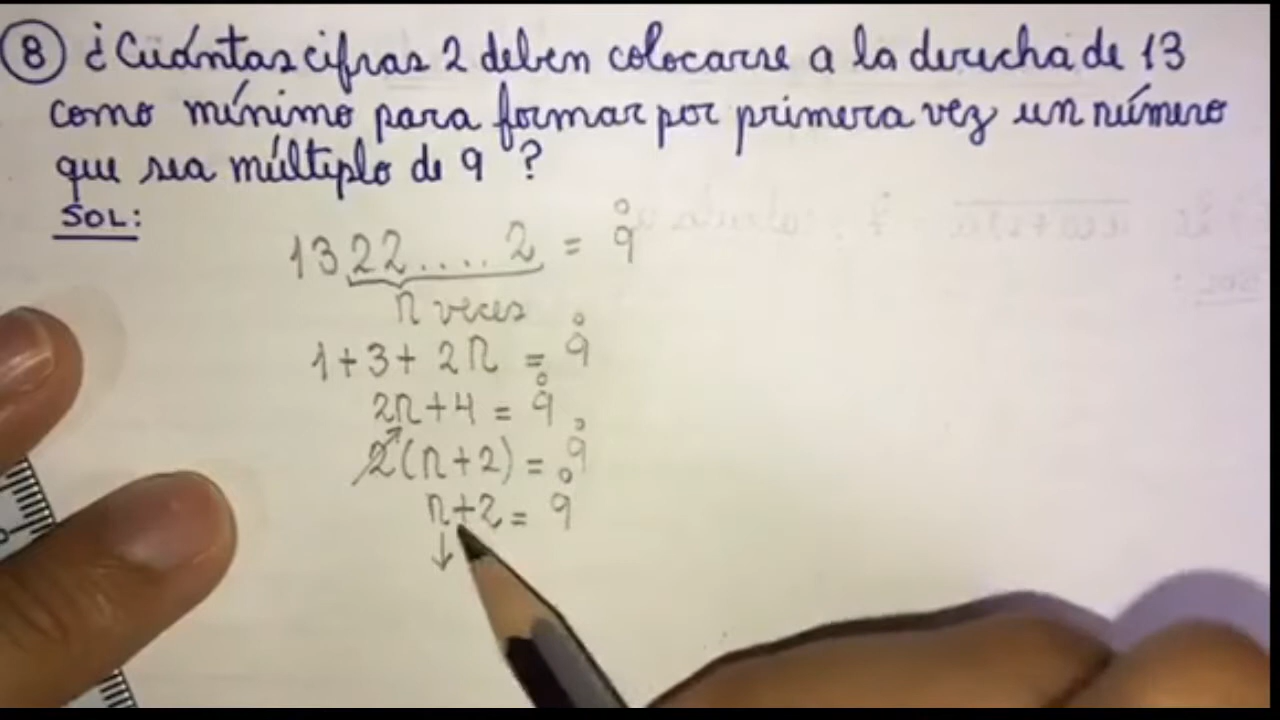 8 ¿Cuántas cifras 2 deben colocarse a la derecha de 13
como mínimo para formar por primera vez un número
que sea múltiplo de 9 ?
SOL:
1322....2 = 9̊
n veces
1+3+ 2n = 9̊
2n+4 = 9̊
2(n+2) = 9̊
n+2 = 9̊
↓